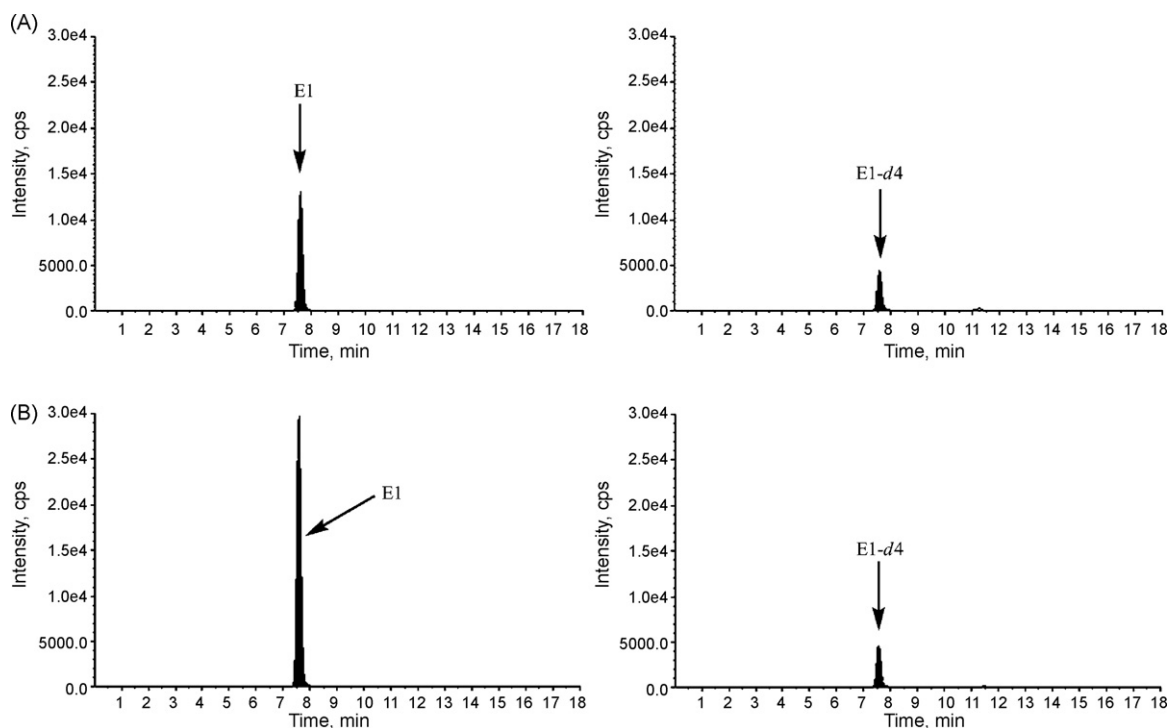 (A)
3.0e4
2.5e4
2.0e4
1.5e4
1.0e4
5000.0
0.0
Intensity, cps
E1
1 2 3 4 5 6 7 8 9 10 11 12 13 14 15 16 17 18
Time, min
3.0e4
2.5e4
2.0e4
1.5e4
1.0e4
5000.0
0.0
Intensity, cps
E1-d4
1 2 3 4 5 6 7 8 9 10 11 12 13 14 15 16 17 18
Time, min
(B)
3.0e4
2.5e4
2.0e4
1.5e4
1.0e4
5000.0
0.0
Intensity, cps
E1
1 2 3 4 5 6 7 8 9 10 11 12 13 14 15 16 17 18
Time, min
3.0e4
2.5e4
2.0e4
1.5e4
1.0e4
5000.0
0.0
Intensity, cps
E1-d4
1 2 3 4 5 6 7 8 9 10 11 12 13 14 15 16 17 18
Time, min